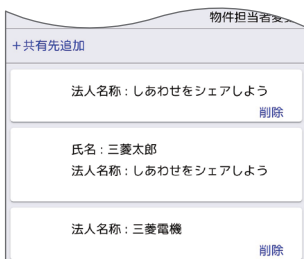 物件担当者変
+共有先追加
法人名称 : しあわせをシェアしよう
削除
氏名 : 三菱太郎
法人名称 : しあわせをシェアしよう
法人名称 : 三菱電機
削除